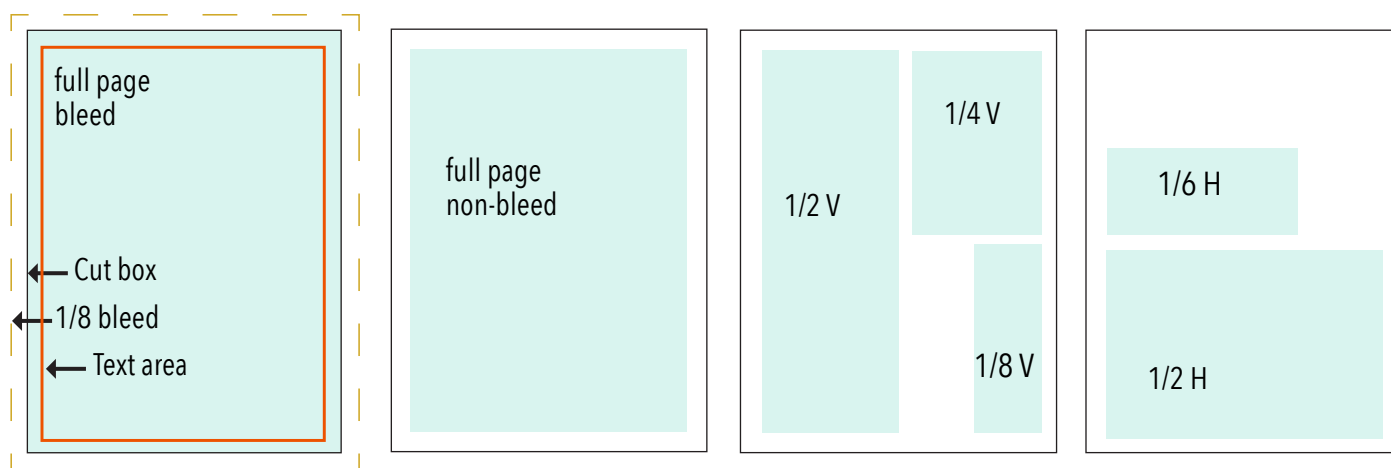 full page
bleed
Cut box
1/8 bleed
Text area
full page
non-bleed
1/2 V
1/4 V
1/8 V
1/6 H
1/2 H